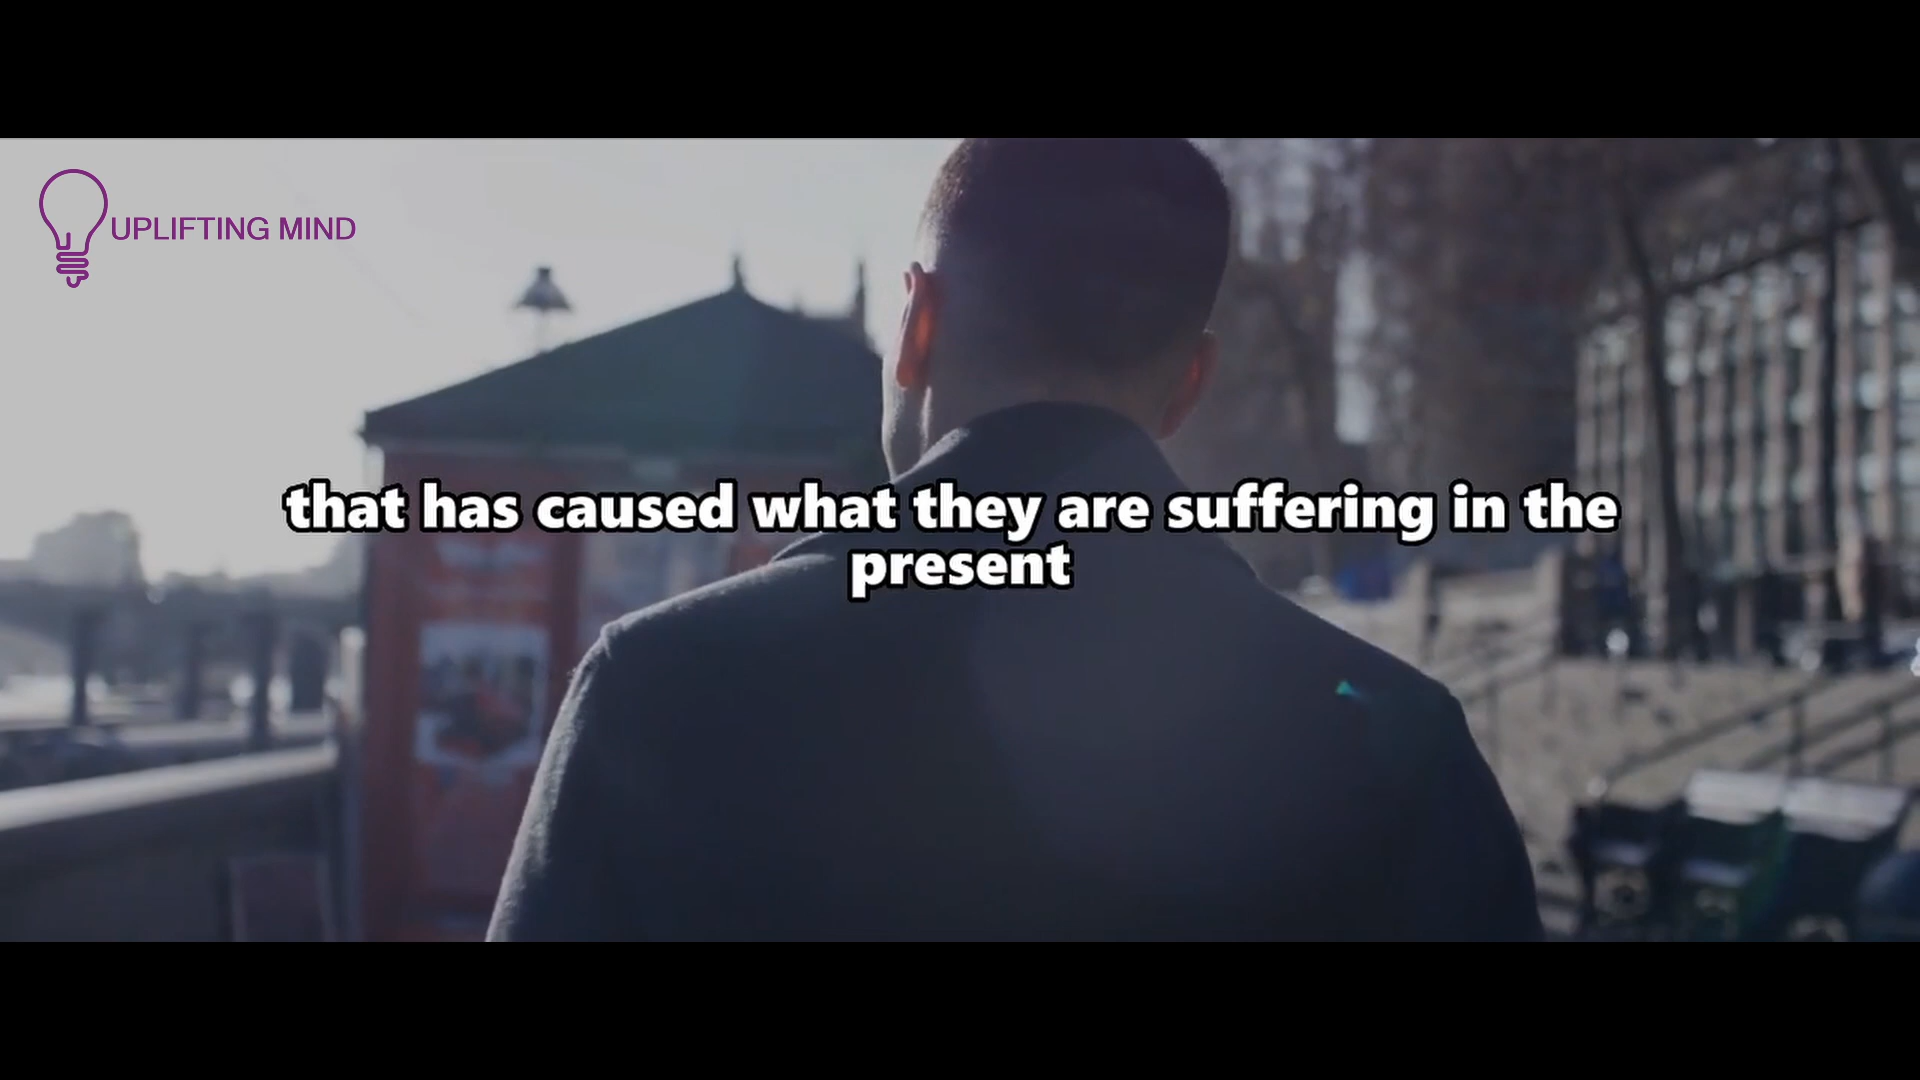 UPLIFTING MIND
that has caused what they are suffering in the
present